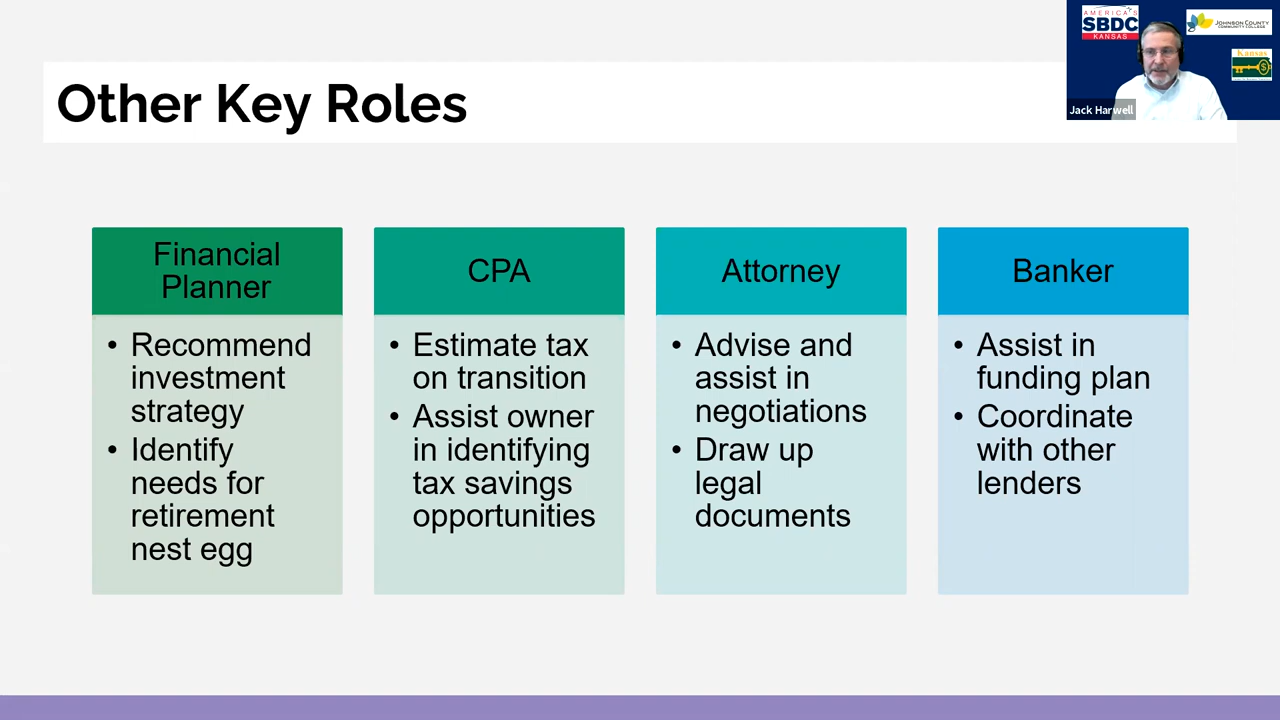 Other Key Roles
AMERICA'S
SBDC
KANSAS
JOHNSON COUNTY
COMMUNITY COLLEGE
Kansas
Jack Harwell
Financial
Planner
• Recommend
investment
strategy
• Identify
needs for
retirement
nest egg
CPA
• Estimate tax
on transition
• Assist owner
in identifying
tax savings
opportunities
Attorney
• Advise and
assist in
negotiations
• Draw up
legal
documents
Banker
• Assist in
funding plan
• Coordinate
with other
lenders